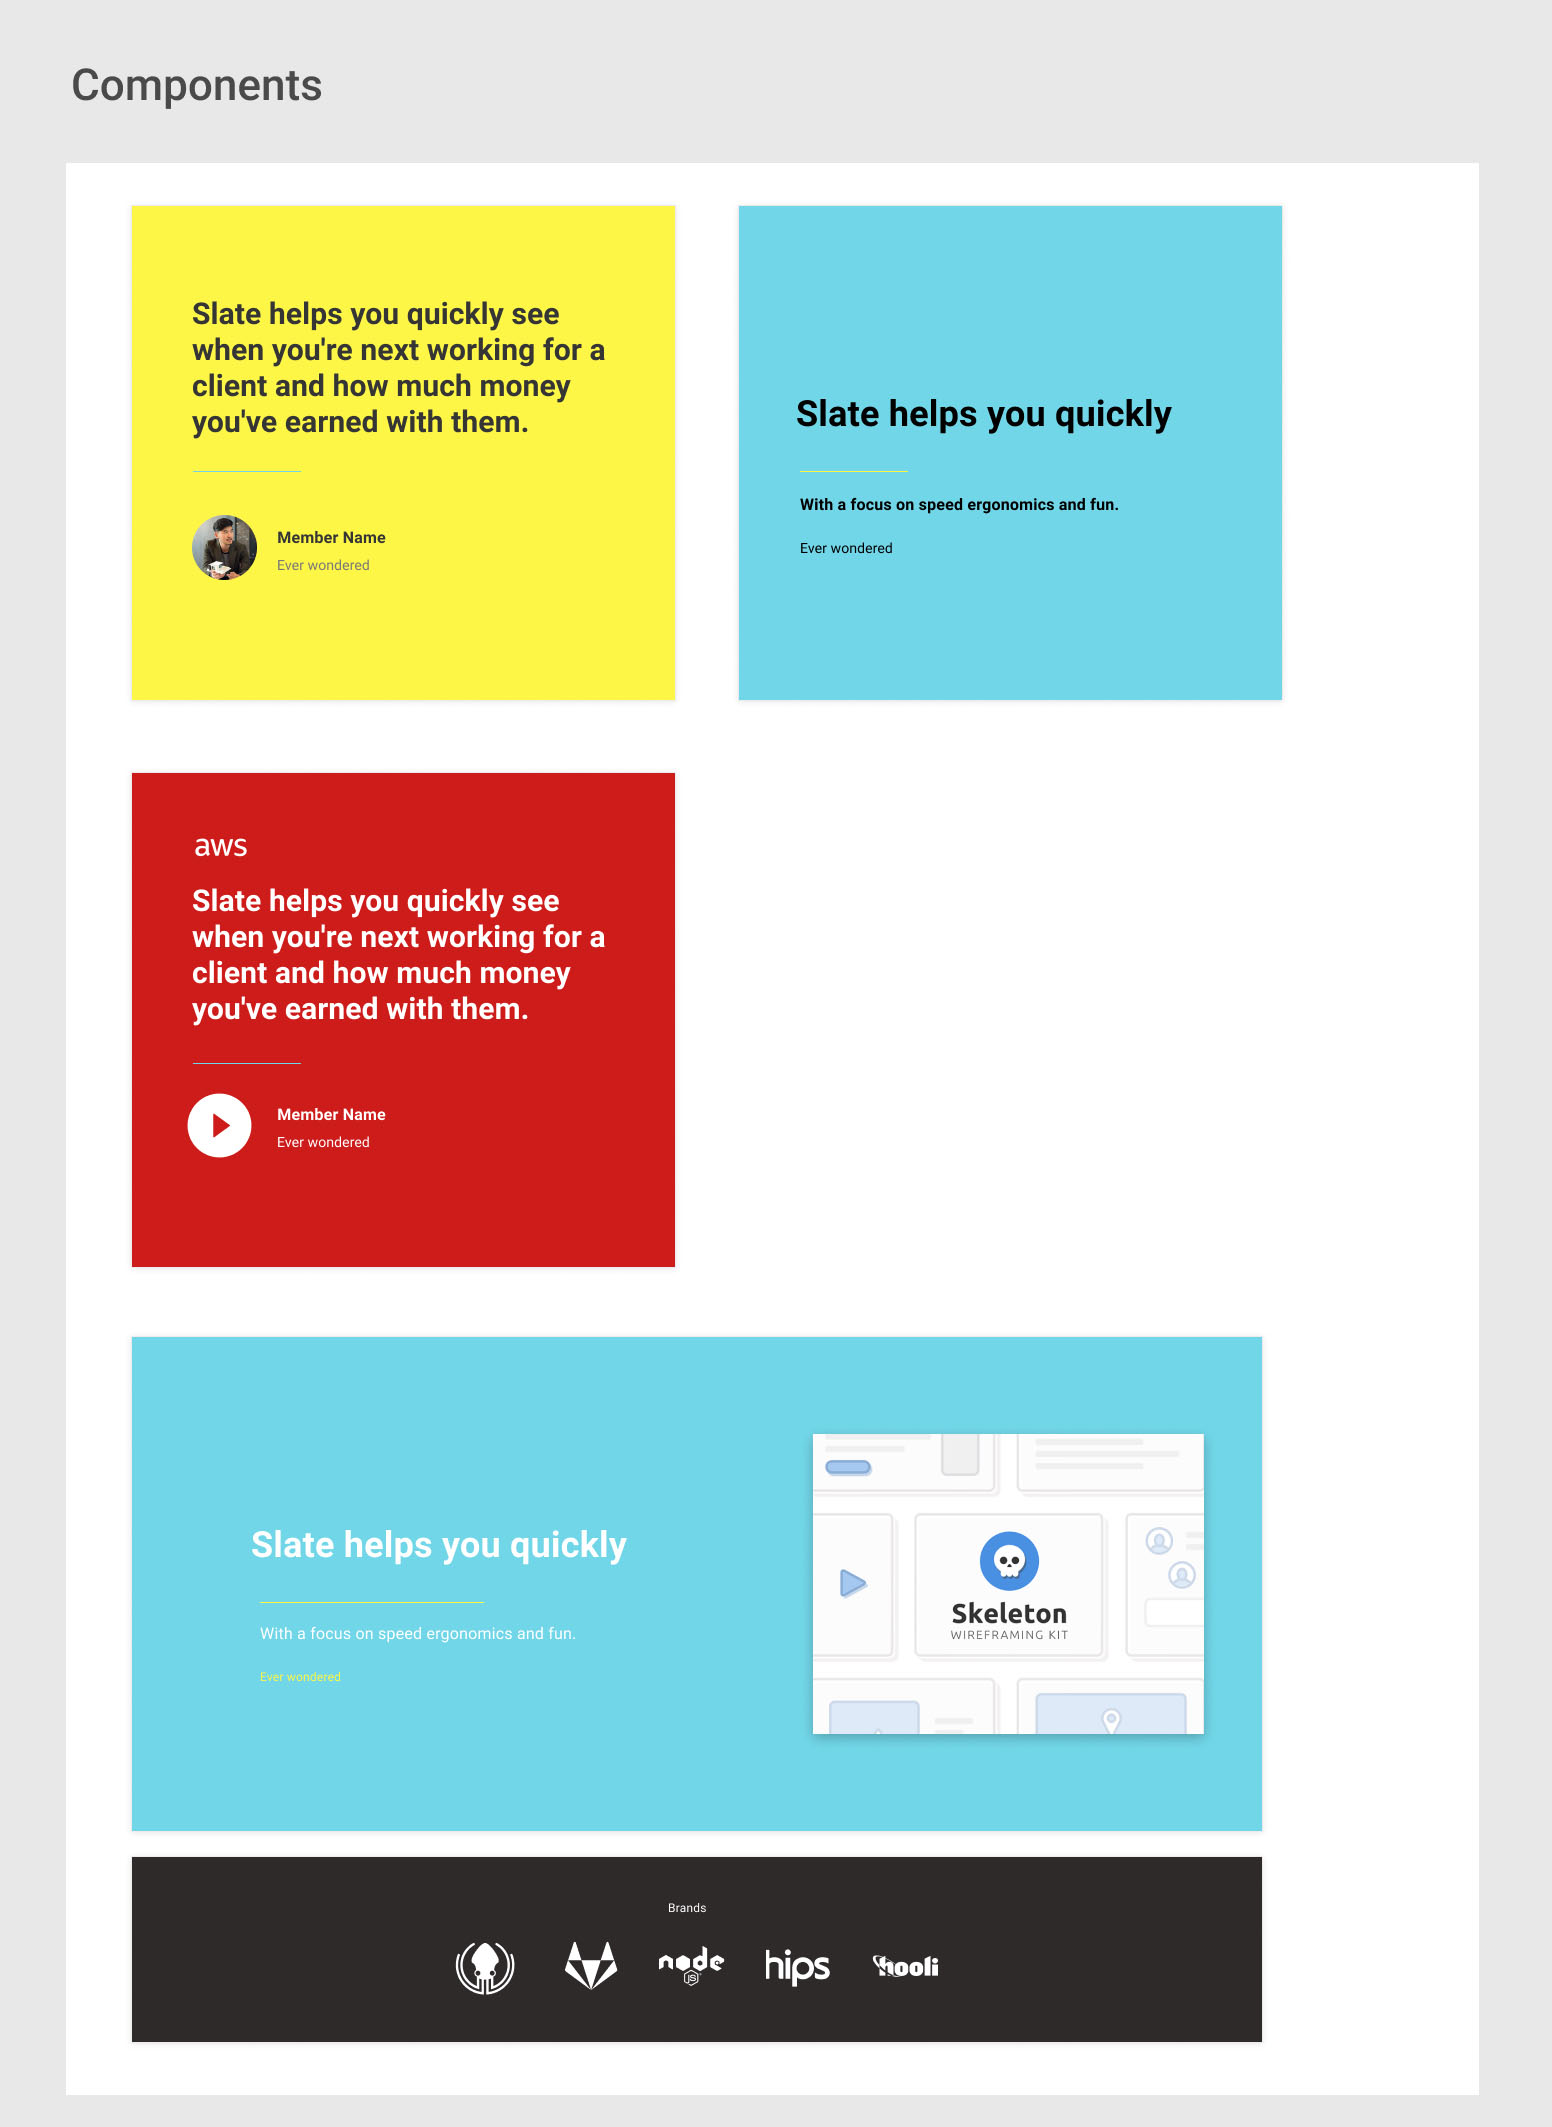 Components
Slate helps you quickly see
when you're next working for a
client and how much money
you've earned with them.
Member Name
Ever wondered
Slate helps you quickly
With a focus on speed ergonomics and fun.
Ever wondered
aws
Slate helps you quickly see
when you're next working for a
client and how much money
you've earned with them.
Member Name
Ever wondered
Slate helps you quickly
With a focus on speed ergonomics and fun.
Ever wondered
Skeleton
WIREFRAMING KIT
Brands
node
JS
hips
hooli